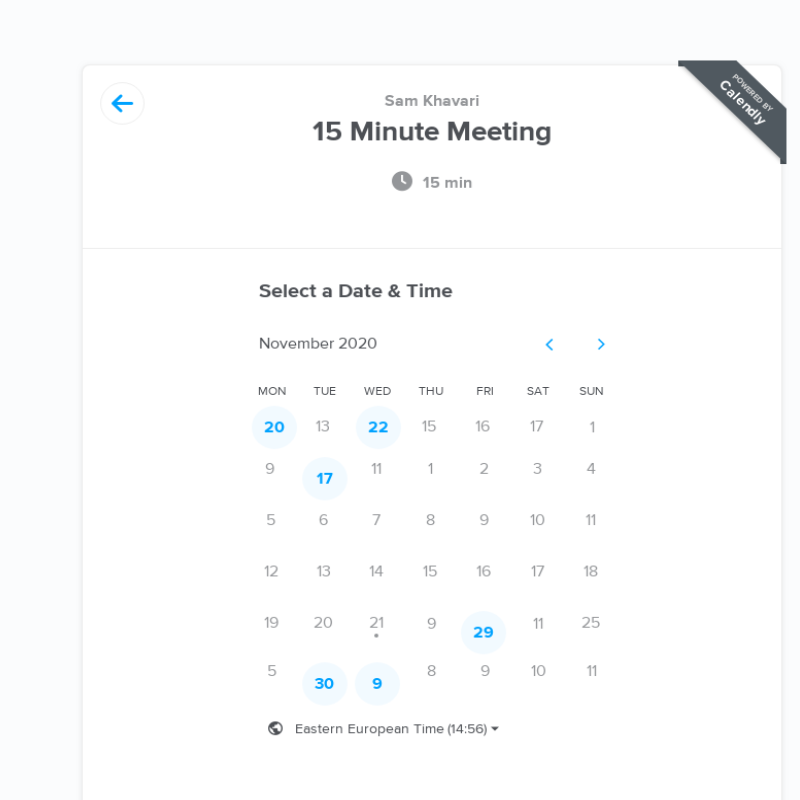 POWERED BY
Calendly
Sam Khavari
15 Minute Meeting
15 min
Select a Date & Time
November 2020
MON TUE WED THU FRI SAT SUN
20 13 22 15 16 17 1
9 17 11 1 2 3 4
5 6 7 8 9 10 11
12 13 14 15 16 17 18
19 20 21 9 29 11 25
5 30 9 8 9 10 11
Eastern European Time (14:56)